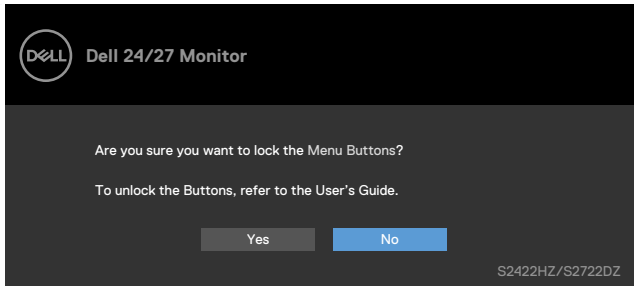 DELL
Dell 24/27 Monitor
Are you sure you want to lock the Menu Buttons?
To unlock the Buttons, refer to the User's Guide.
Yes No
S2422HZ/S2722DZ